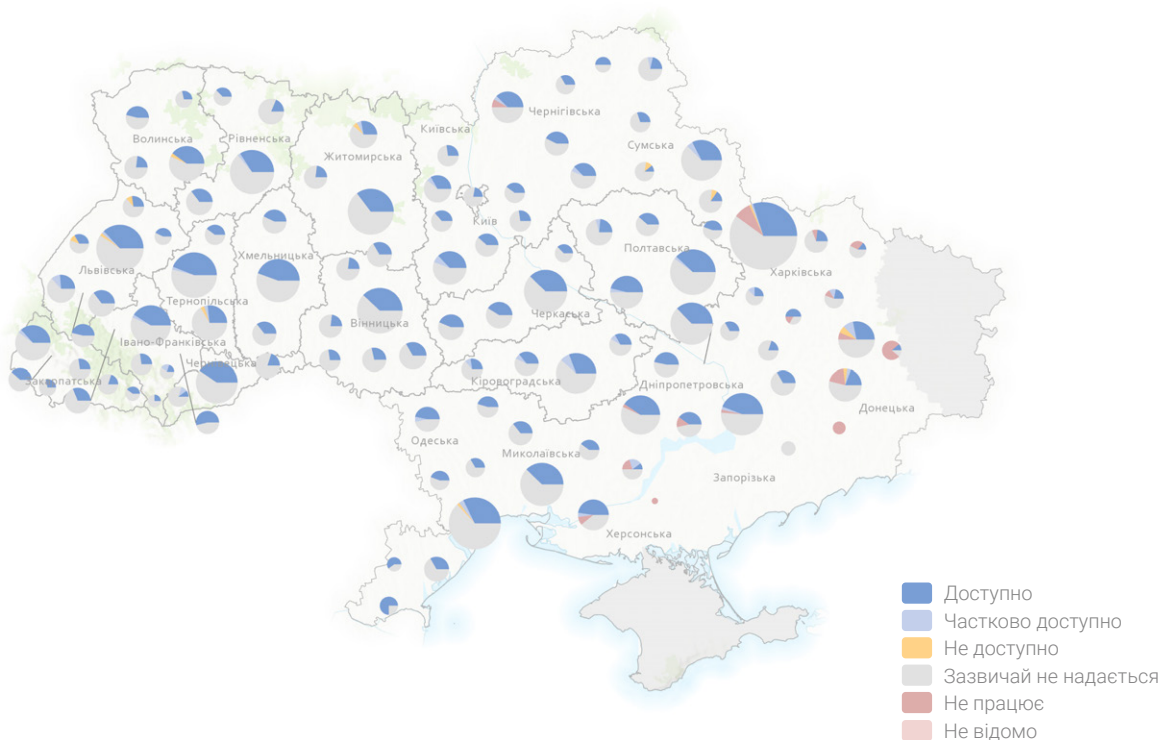 Чернігівська
Київська
Волинська
Рівненська
Сумська
Житомирська
Київ
Полтавська
Хмельницька
Львівська
Харківська
Тернопільська
Черкаська
Вінницька
Івано-Франківська
Чернівецька
Закарпатська
Кіровоградська
Дніпропетровська
Донецька
Одеська
Миколаївська
Запорізька
Херсонська
Доступно
Частково доступно
Не доступно
Зазвичай не надається
Не працює
Не відомо